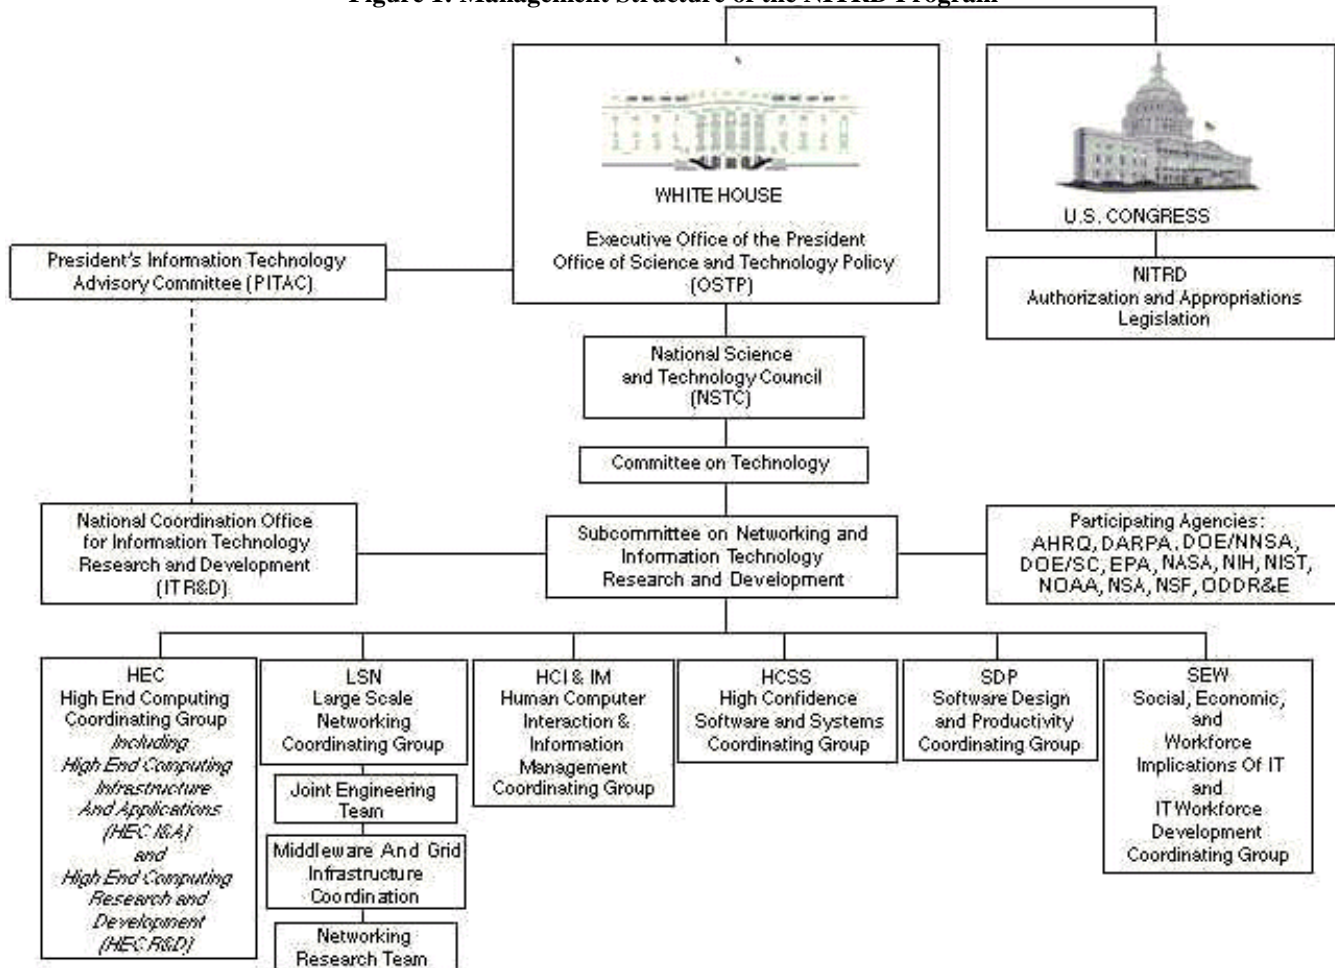 Figure 1: Management Structure of the NITRD Program
WHITE HOUSE
Executive Office of the President
Office of Science and Technology Policy
(OSTP)
U.S. CONGRESS
NITRD
Authorization and Appropriations
Legislation
President's Information Technology
Advisory Committee (PITAC)
National Science
and Technology Council
(NSTC)
Committee on Technology
National Coordination Office
for Information Technology
Research and Development
(ITR&D)
Subcommittee on Networking and
Information Technology
Research and Development
Participating Agencies:
AHRQ, DARPA, DOE/NNSA,
DOE/SC, EPA, NASA, NIH, NIST,
NOAA, NSA, NSF, ODDR&E
HEC
High End Computing
Coordinating Group
Including
High End Computing
Infrastructure
And Applications
(HEC I&A)
and
High End Computing
Research and
Development
(HEC R&D)
LSN
Large Scale
Networking
Coordinating Group
Joint Engineering
Team
Middleware And Grid
Infrastructure
Coordination
Networking
Research Team
HCI & IM
Human Computer
Interaction &
Information
Management
Coordinating Group
HCSS
High Confidence
Software and Systems
Coordinating Group
SDP
Software Design
and Productivity
Coordinating Group
SEW
Social, Economic,
and
Workforce
Implications Of IT
and
IT Workforce
Development
Coordinating Group